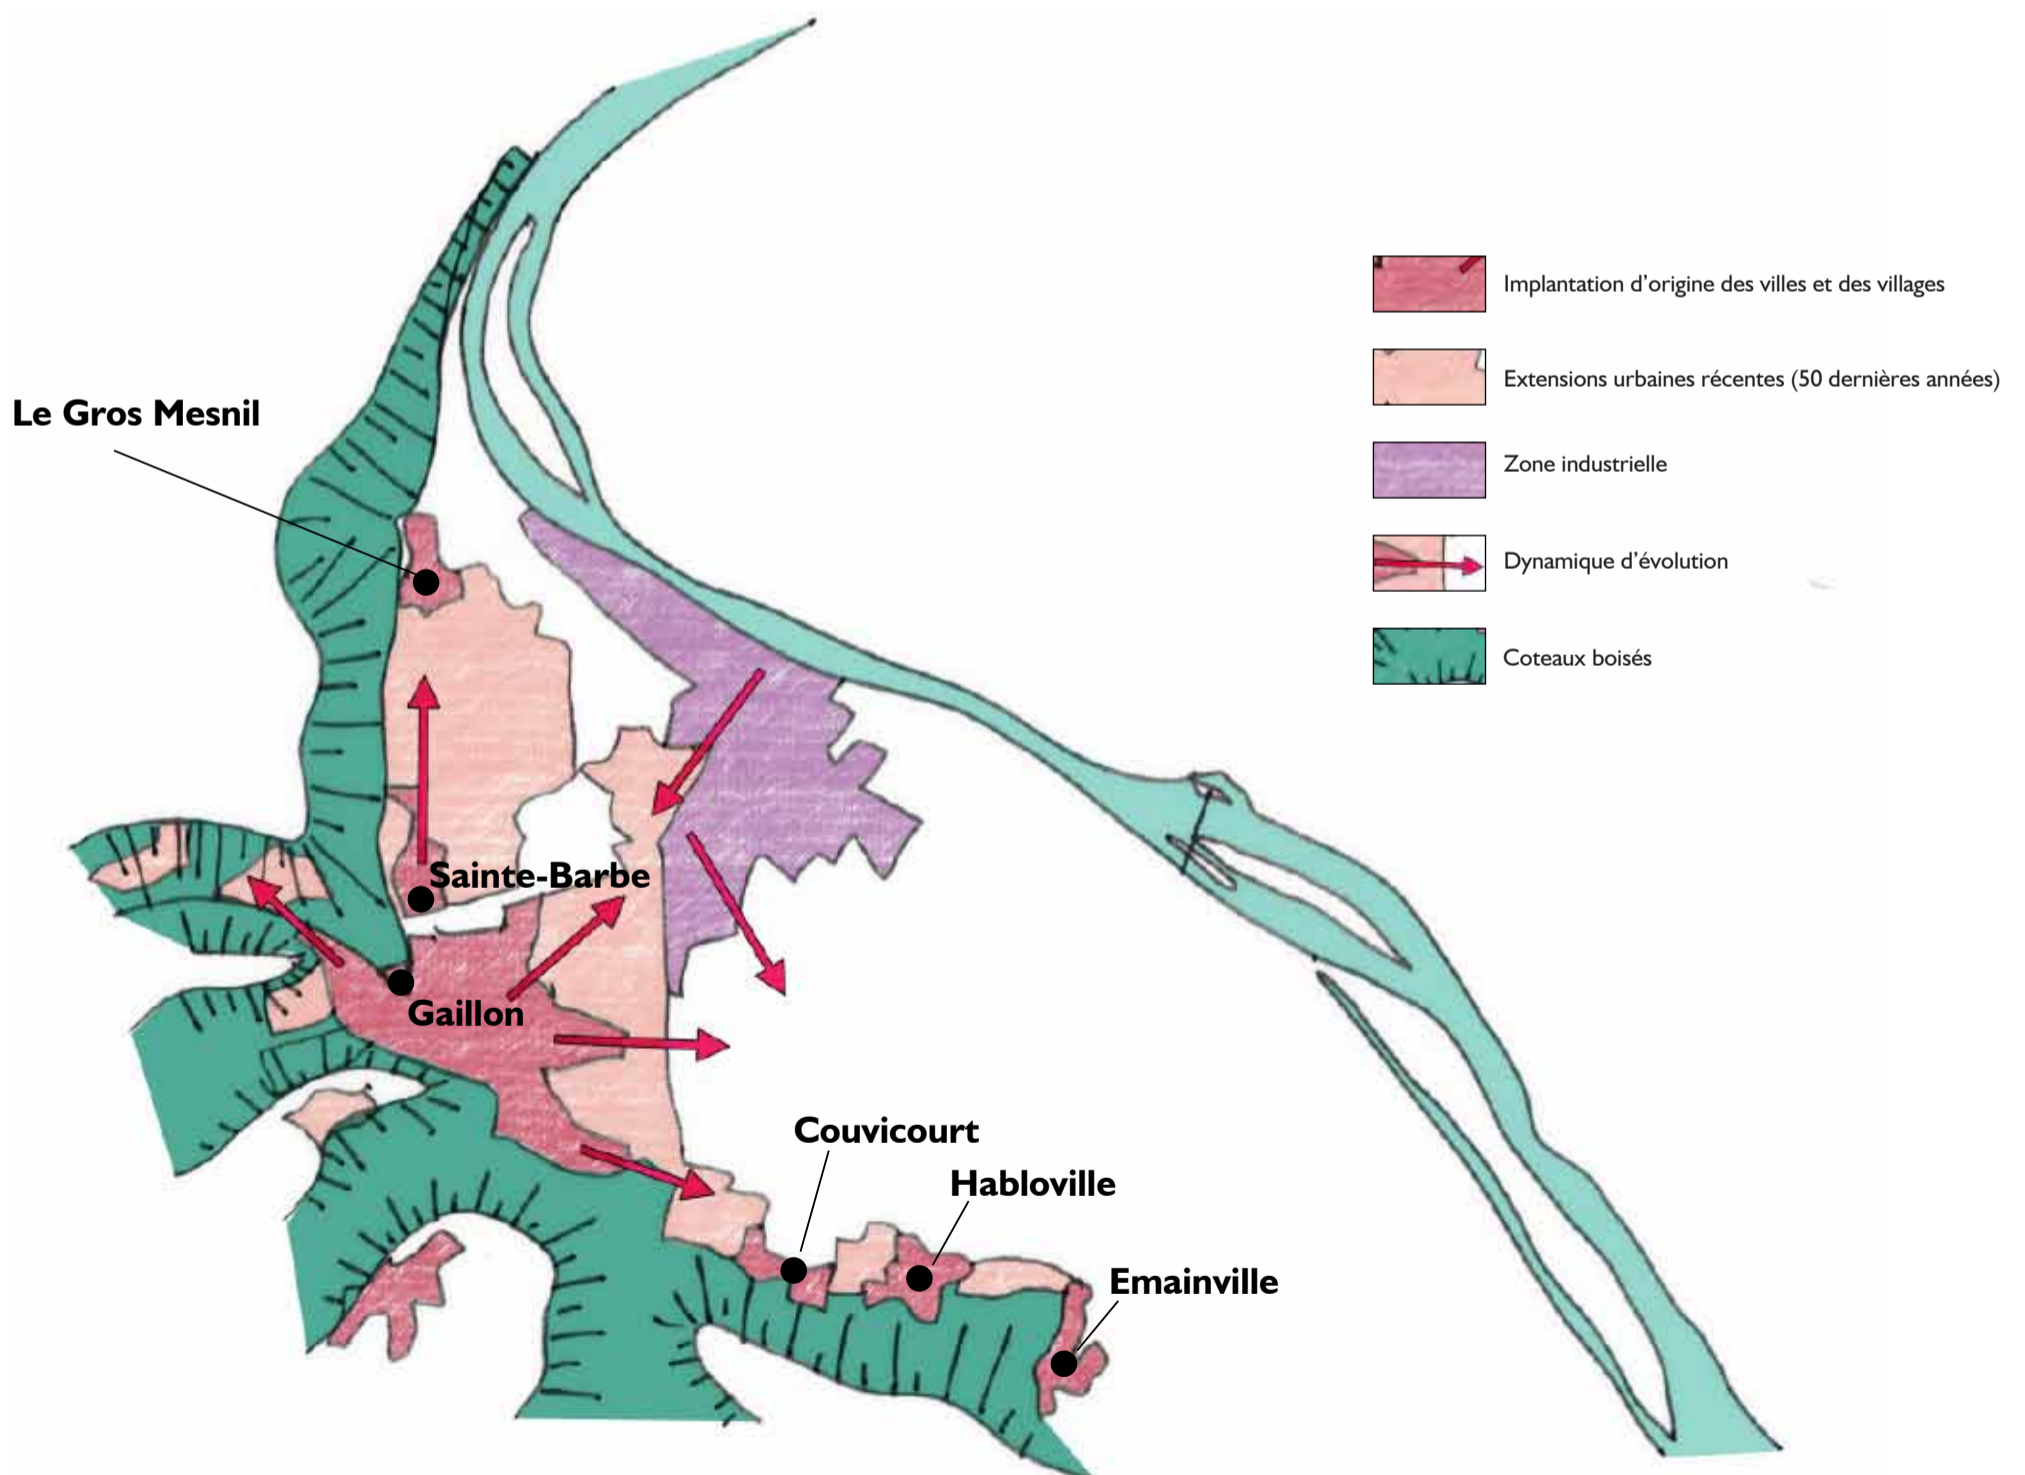 Implantation d’origine des villes et des villages
Extensions urbaines récentes (50 dernières années)
Le Gros Mesnil
Zone industrielle
Dynamique d’évolution
Coteaux boisés
Sainte-Barbe
Gaillon
Couvicourt
Habloville
Emainville